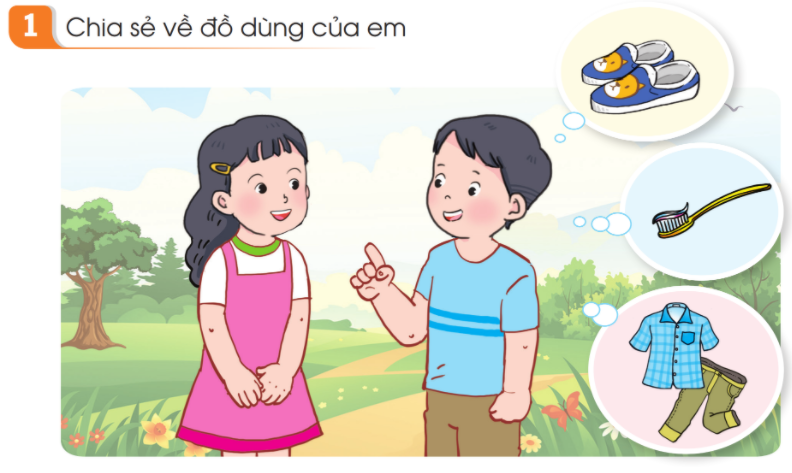 1 Chia sẻ về đồ dùng của em